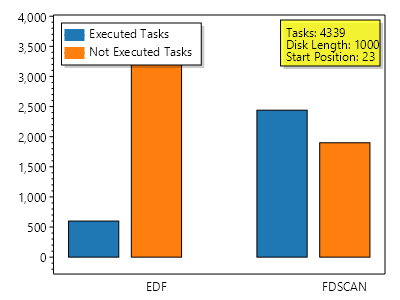 4,000
3,500
3,000
2,500
2,000
1,500
1,000
500
0
Executed Tasks
Not Executed Tasks
Tasks: 4339
Disk Length: 1000
Start Position: 23
EDF
FDSCAN